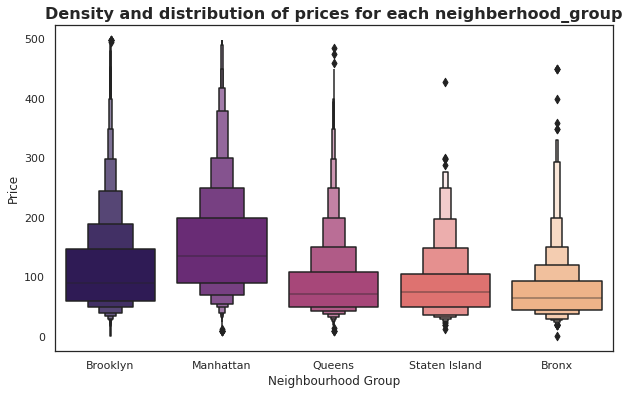 Density and distribution of prices for each neighberhood_group
500
400
300
200
100
0
Price
Brooklyn
Manhattan
Queens
Staten Island
Bronx
Neighbourhood Group